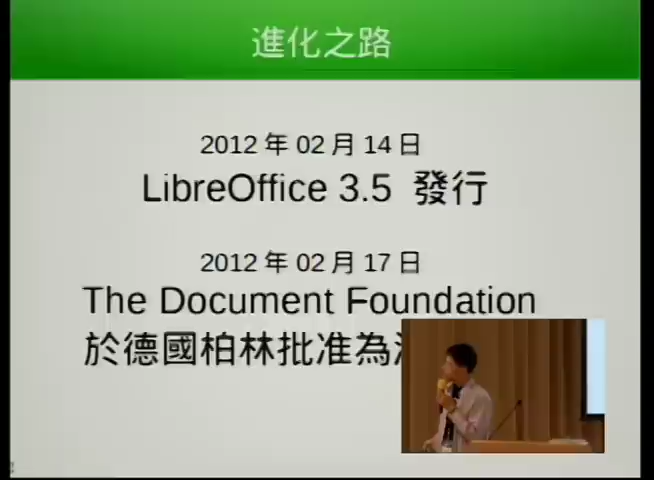 進化之路
2012 年 02 月 14 日
LibreOffice 3.5 發行
2012 年 02 月 17 日
The Document Foundation
於德國柏林批准為